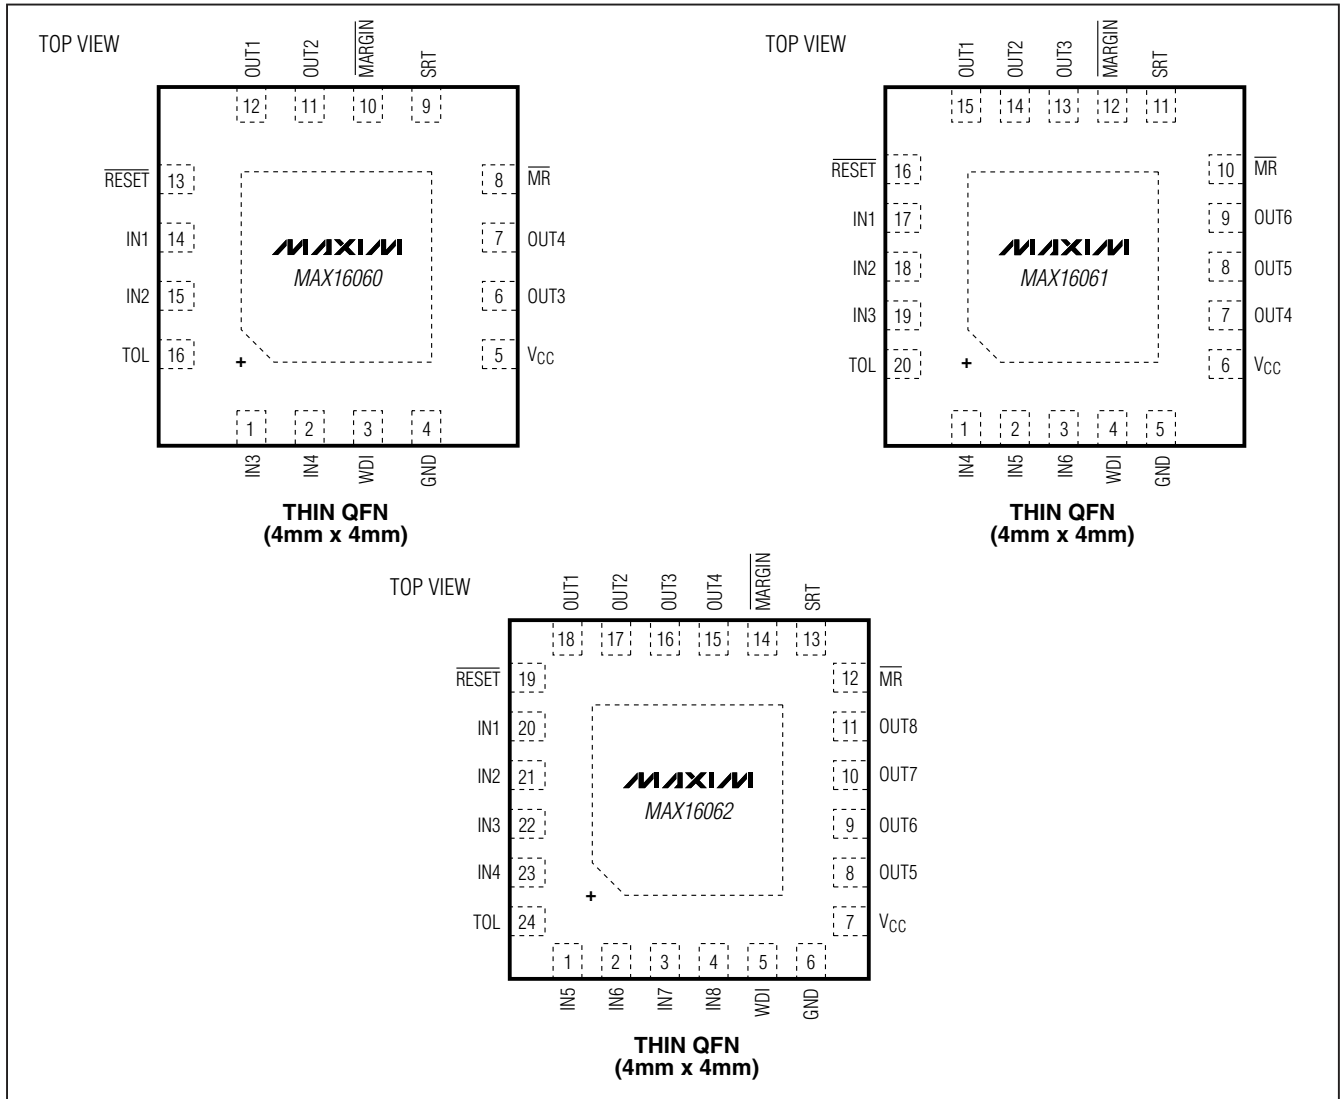 TOP VIEW
OUT1 OUT2 MARGIN SRT
12 11 10 9
RESET 13 8 MR
IN1 14 7 OUT4
IN2 15 6 OUT3
TOL 16 5 VCC
MAXIM
MAX16060
+
1 2 3 4
IN3 IN4 WDI GND
THIN QFN
(4mm x 4mm)
TOP VIEW
OUT1 OUT2 OUT3 MARGIN SRT
15 14 13 12 11
RESET 16 10 MR
IN1 17 9 OUT6
IN2 18 8 OUT5
IN3 19 7 OUT4
TOL 20 6 VCC
MAXIM
MAX16061
+
1 2 3 4 5
IN4 IN5 IN6 WDI GND
THIN QFN
(4mm x 4mm)
TOP VIEW
OUT1 OUT2 OUT3 OUT4 MARGIN SRT
18 17 16 15 14 13
RESET 19 12 MR
IN1 20 11 OUT8
IN2 21 10 OUT7
IN3 22 9 OUT6
IN4 23 8 OUT5
TOL 24 7 VCC
MAXIM
MAX16062
+
1 2 3 4 5 6
IN5 IN6 IN7 IN8 WDI GND
THIN QFN
(4mm x 4mm)